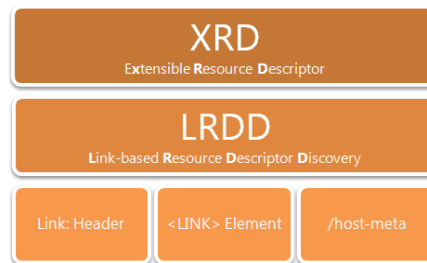 XRD
Extensible Resource Descriptor
LRDD
Link-based Resource Descriptor Discovery
Link: Header
<LINK> Element
/host-meta